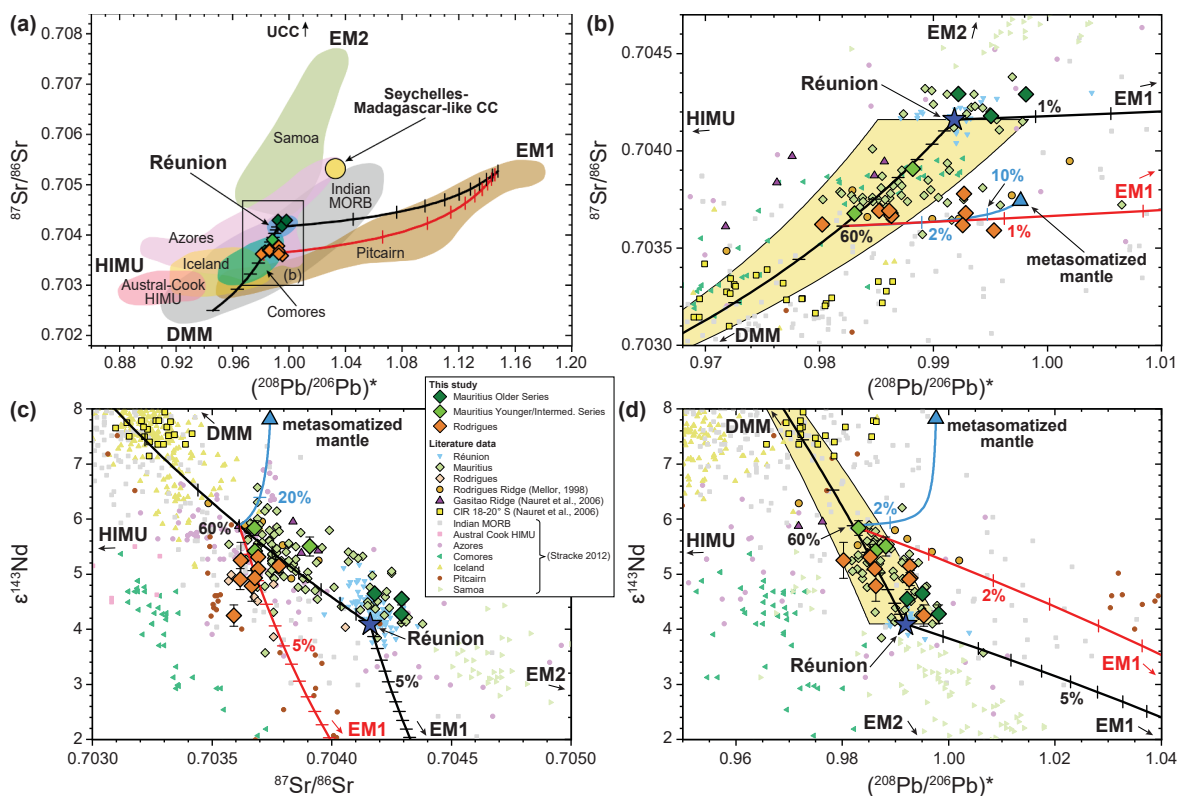 (a)
0.708
0.706
0.704
0.702
⁸⁷Sr/⁸⁶Sr
UCC
EM2
Seychelles-
Madagascar-like CC
Samoa
Réunion
EM1
Indian
MORB
Azores
Pitcairn
HIMU
Iceland
(b)
Austral-Cook
HIMU
Comores
DMM
0.88 0.92 0.96 1.00 1.04 1.08 1.12 1.16 1.20
(²⁰⁸Pb/²⁰⁶Pb)*
(b)
0.7045
0.7040
0.7035
0.7030
⁸⁷Sr/⁸⁶Sr
EM2
Réunion
EM1
1%
HIMU
10%
EM1
60%
2%
1%
metasomatized
mantle
DMM
0.97 0.98 0.99 1.00 1.01
(²⁰⁸Pb/²⁰⁶Pb)*
(c)
8
7
6
5
4
3
2
ε¹⁴³Nd
DMM
metasomatized
mantle
20%
60%
HIMU
Réunion
5%
5%
EM2
EM1
EM1
0.7030 0.7035 0.7040 0.7045 0.7050
⁸⁷Sr/⁸⁶Sr
This study
Mauritius Older Series
Mauritius Younger/Intermed. Series
Rodrigues
Literature data
Réunion
Mauritius
Rodrigues
Rodrigues Ridge (Mellor, 1998)
Gasitao Ridge (Nauret et al., 2006)
CIR 18-20° S (Nauret et al., 2006)
Indian MORB
Austral Cook HIMU
Azores
Comores
Iceland
Pitcairn
Samoa
(Stracke 2012)
(d)
8
7
6
5
4
3
2
ε¹⁴³Nd
DMM
metasomatized
mantle
2%
60%
HIMU
2%
Réunion
EM1
5%
EM2
EM1
0.96 0.98 1.00 1.02 1.04
(²⁰⁸Pb/²⁰⁶Pb)*